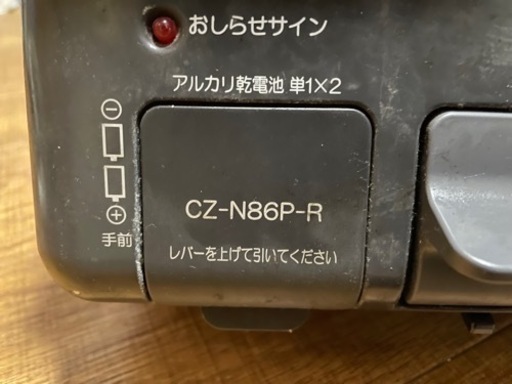 おしらせサイン
アルカリ乾電池 単1×2
⊖
⊕
手前
CZ-N86P-R
レバーを上げて引いてください